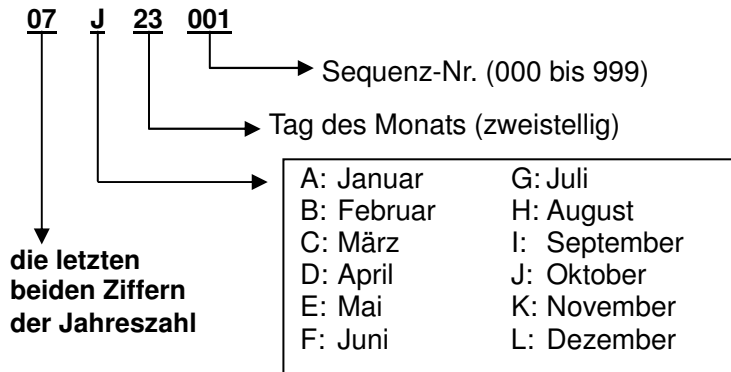 07 J 23 001
Sequenz-Nr. (000 bis 999)
Tag des Monats (zweistellig)
A: Januar G: Juli
B: Februar H: August
C: März I: September
D: April J: Oktober
E: Mai K: November
F: Juni L: Dezember
die letzten
beiden Ziffern
der Jahreszahl